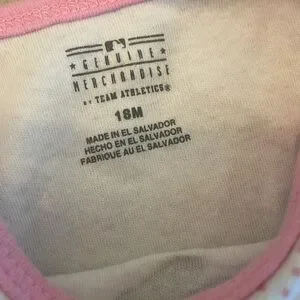 GENUINE
MERCHANDISE
BY TEAM ATHLETICS®
18M
MADE IN EL SALVADOR
HECHO EN EL SALVADOR
FABRIQUE AU EL SALVADOR